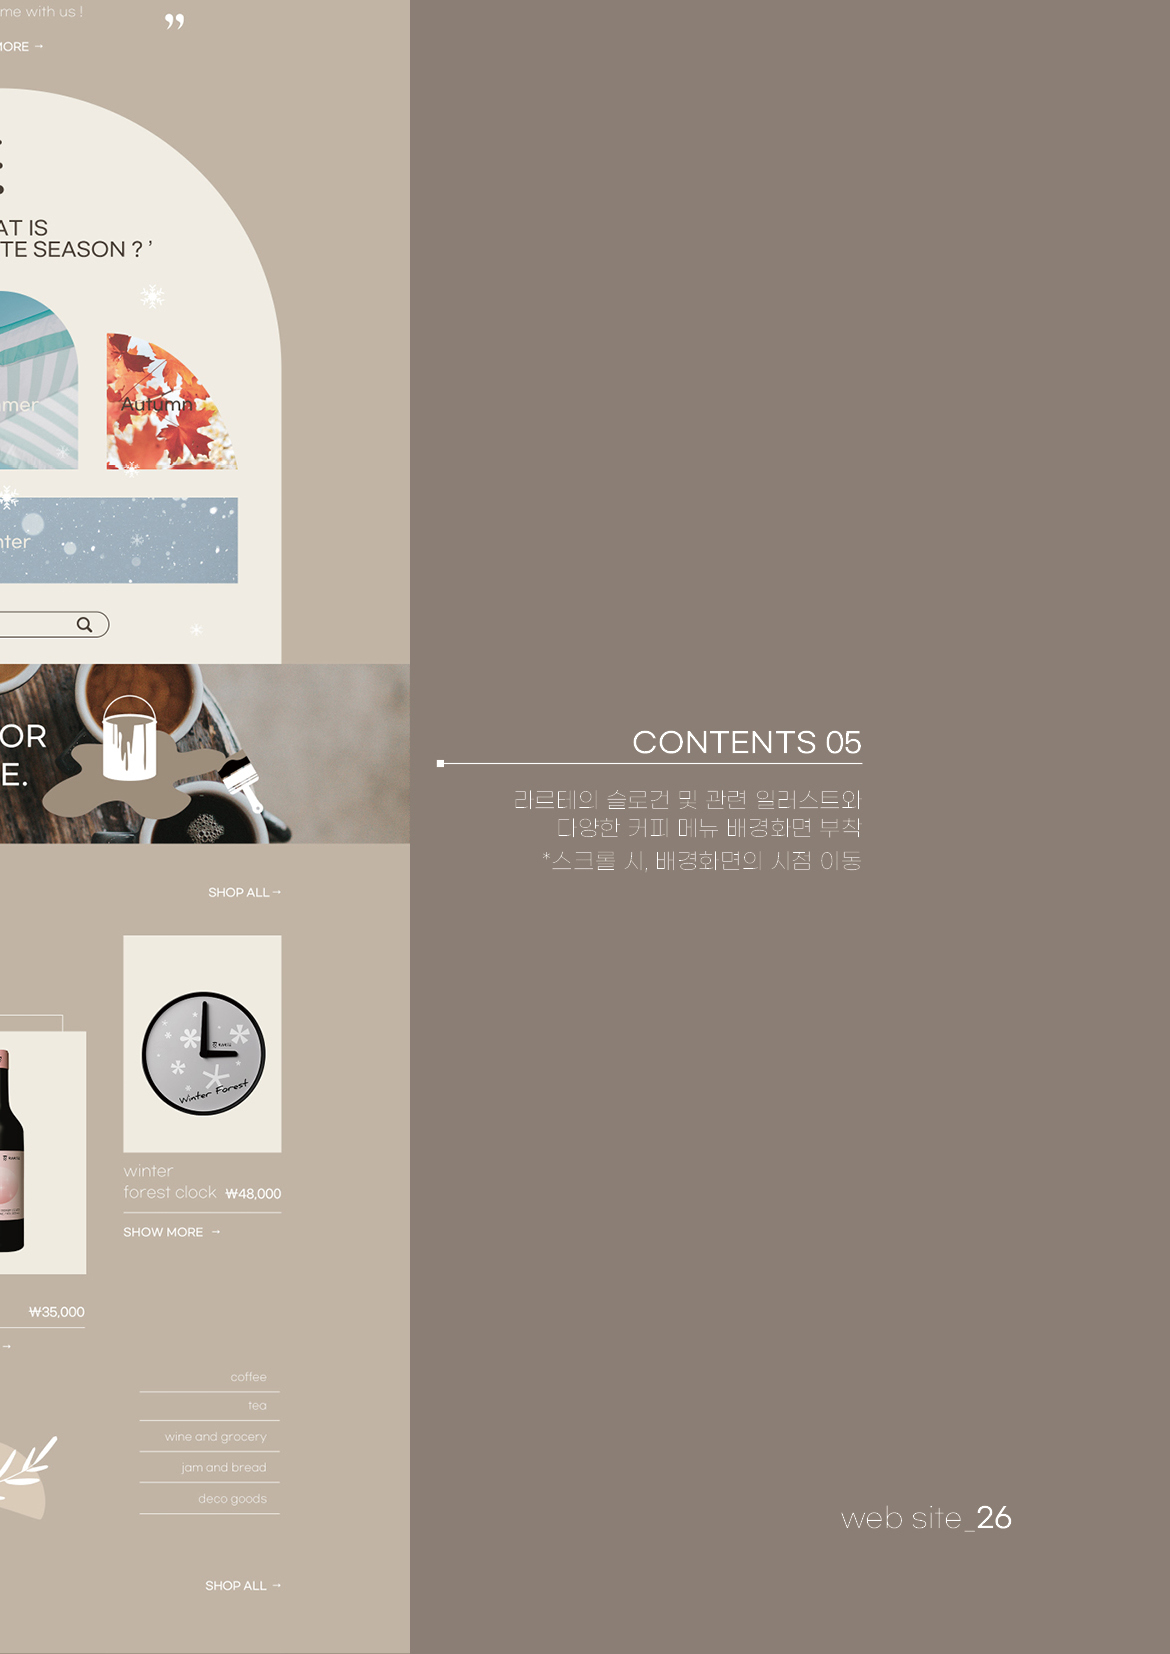 me with us !
”
MORE →
AT IS
TE SEASON ? ’
mer
Autumn
nter
OR
E.
CONTENTS 05
라르테의 슬로건 및 관련 일러스트와
다양한 커피 메뉴 배경화면 부착
*스크롤 시, 배경화면의 시점 이동
SHOP ALL→
Winter Forest
winter
forest clock ₩48,000
SHOW MORE →
₩35,000
→
coffee
tea
wine and grocery
jam and bread
deco goods
web site_26
SHOP ALL →